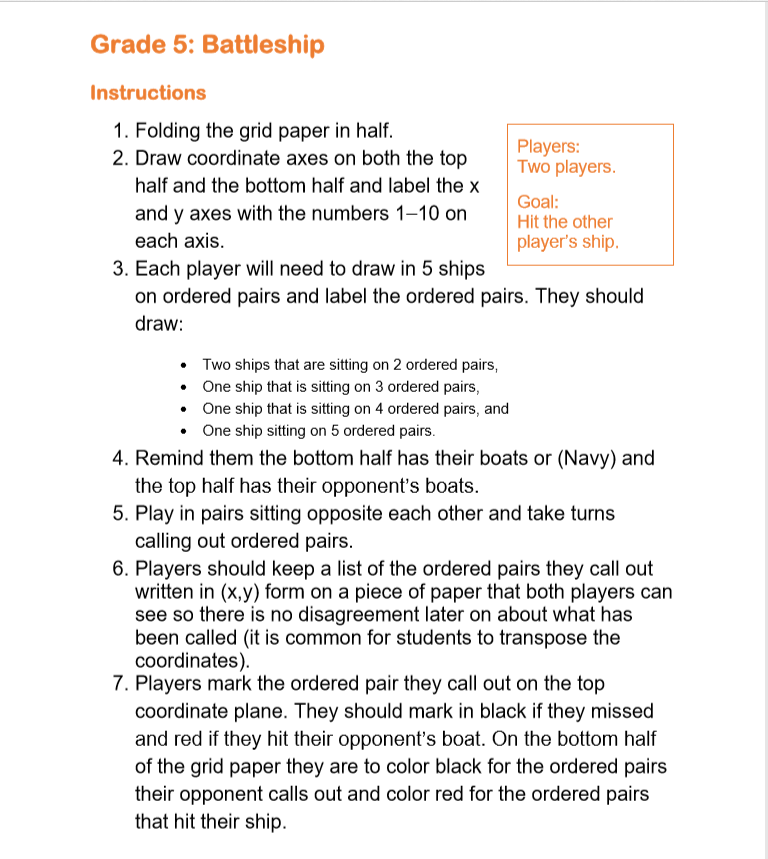 Grade 5: Battleship
Instructions
1. Folding the grid paper in half.
2. Draw coordinate axes on both the top
half and the bottom half and label the x
and y axes with the numbers 1–10 on
each axis.
Players:
Two players.
Goal:
Hit the other
player's ship.
3. Each player will need to draw in 5 ships
on ordered pairs and label the ordered pairs. They should
draw:
• Two ships that are sitting on 2 ordered pairs,
• One ship that is sitting on 3 ordered pairs,
• One ship that is sitting on 4 ordered pairs, and
• One ship sitting on 5 ordered pairs.
4. Remind them the bottom half has their boats or (Navy) and
the top half has their opponent’s boats.
5. Play in pairs sitting opposite each other and take turns
calling out ordered pairs.
6. Players should keep a list of the ordered pairs they call out
written in (x,y) form on a piece of paper that both players can
see so there is no disagreement later on about what has
been called (it is common for students to transpose the
coordinates).
7. Players mark the ordered pair they call out on the top
coordinate plane. They should mark in black if they missed
and red if they hit their opponent’s boat. On the bottom half
of the grid paper they are to color black for the ordered pairs
their opponent calls out and color red for the ordered pairs
that hit their ship.